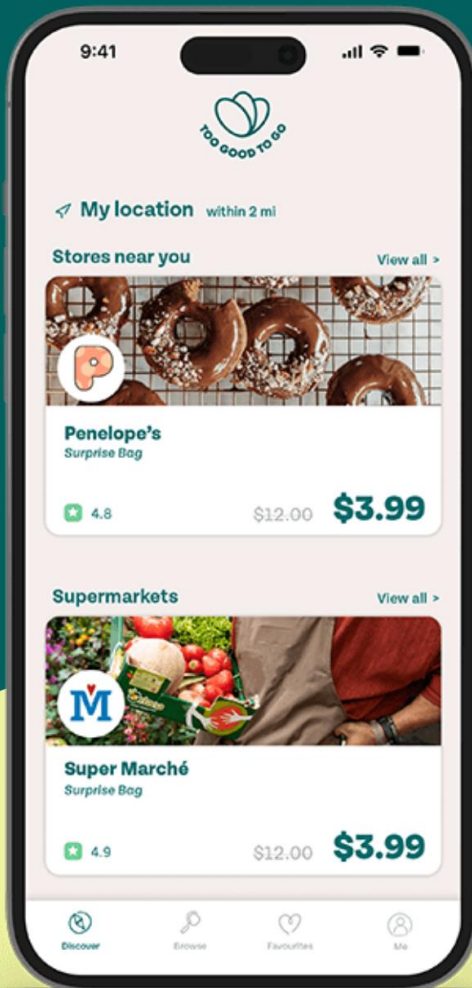 9:41
TOO GOOD TO GO
My location within 2 mi
Stores near you View all >
P
Penelope's
Surprise Bag
4.8 $12.00 $3.99
Supermarkets View all >
M
Super Marché
Surprise Bag
4.9 $12.00 $3.99
Discover Browse Favourites Me